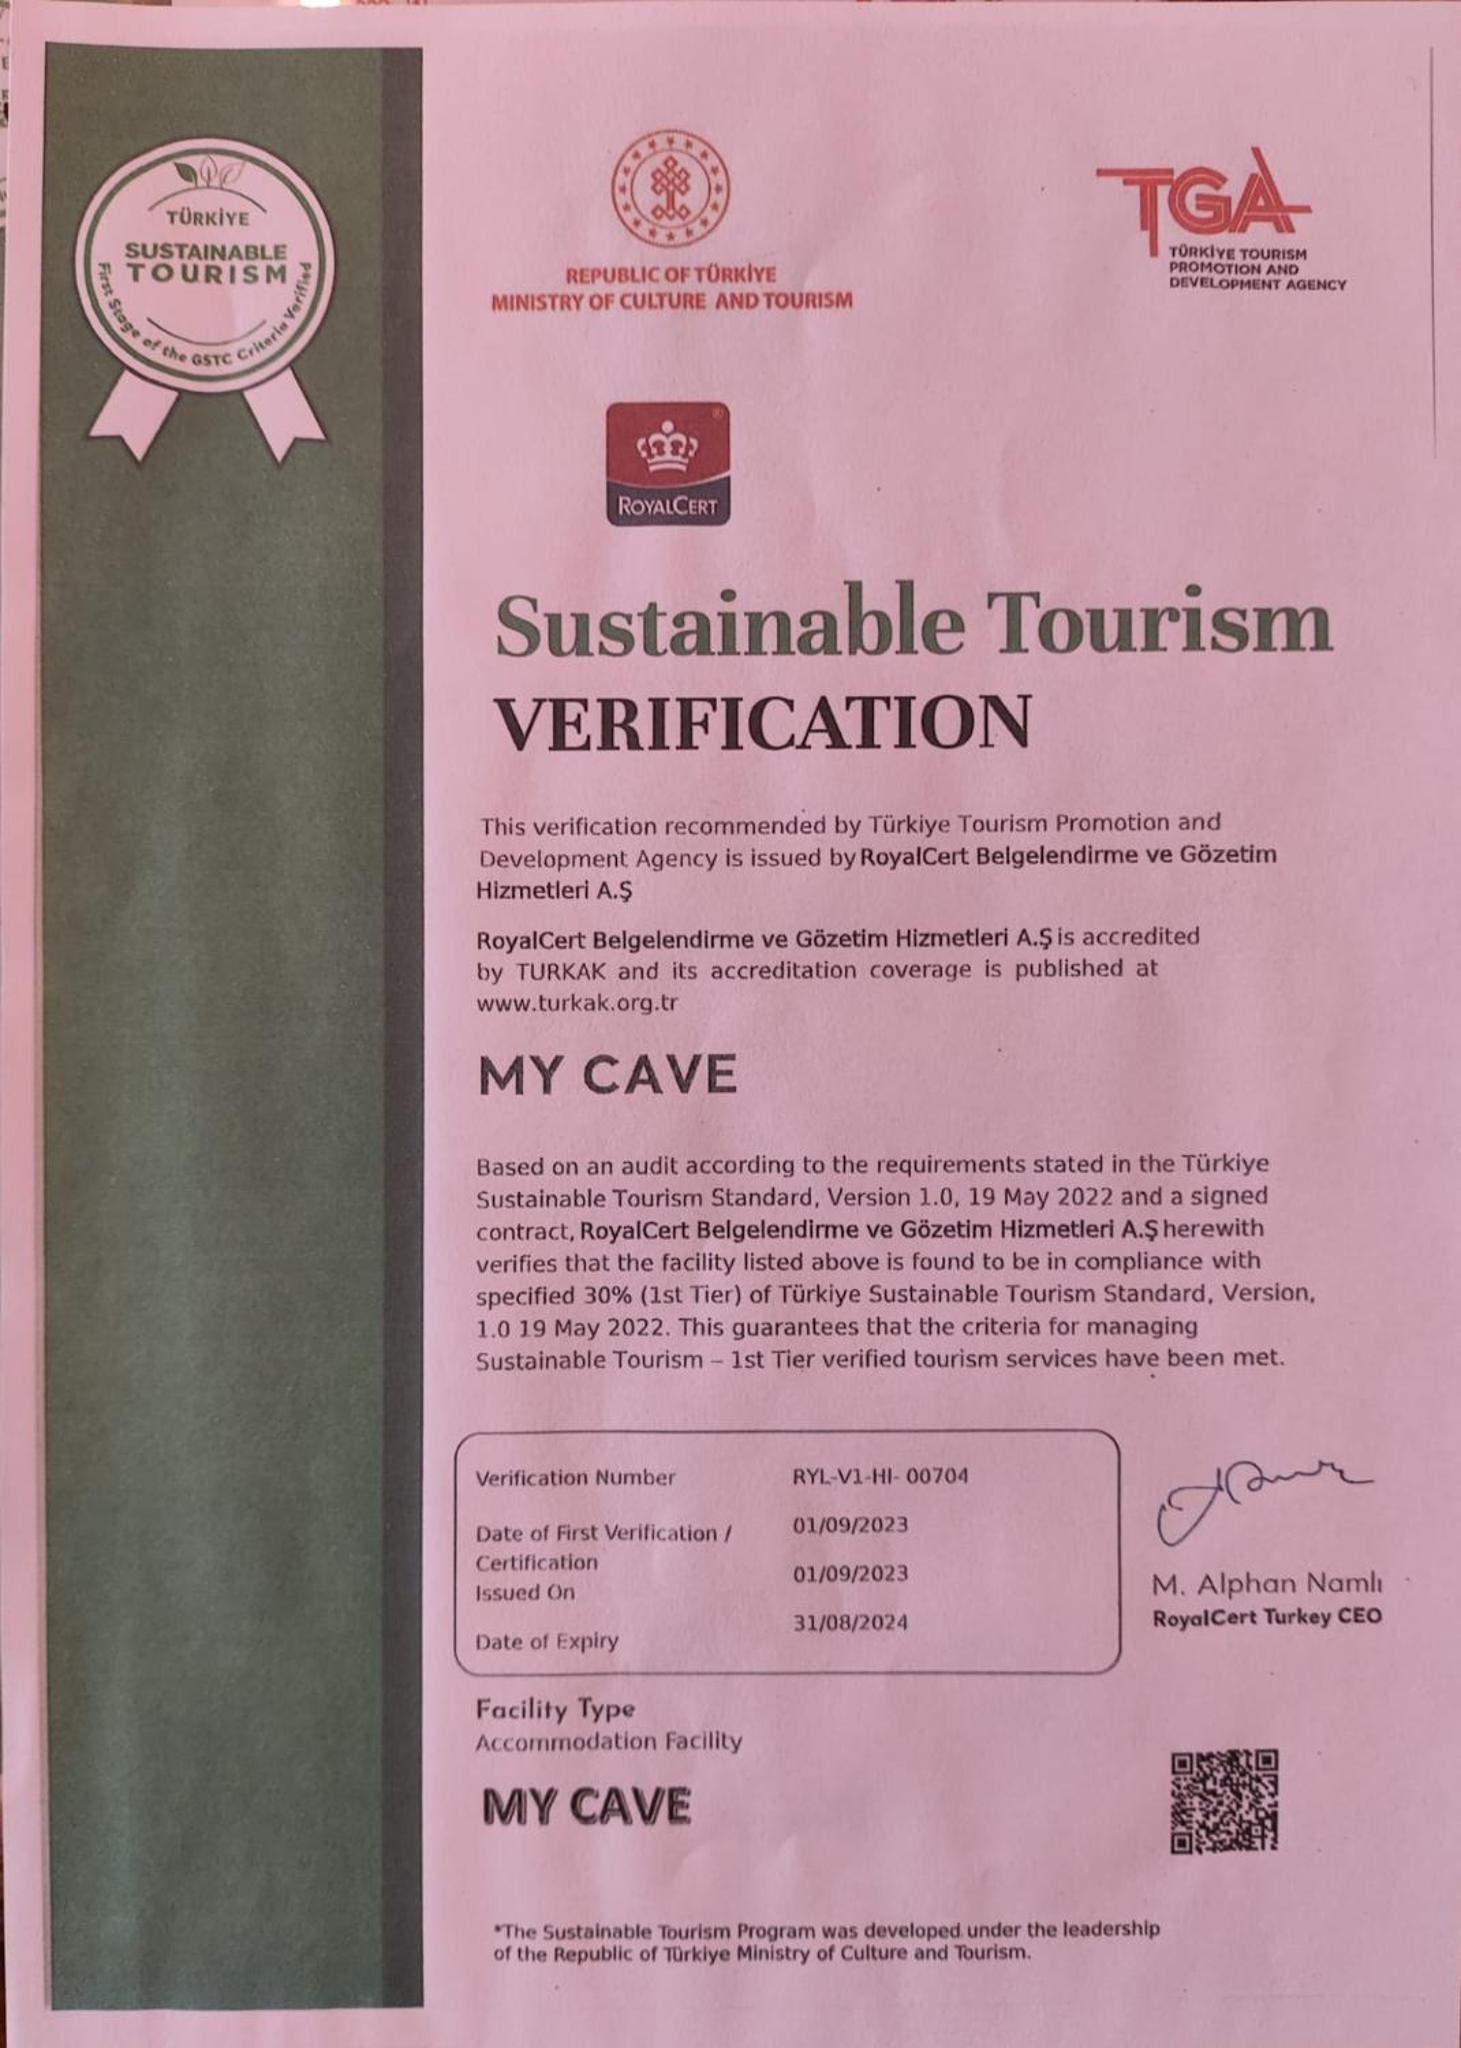 TÜRKİYE
SUSTAINABLE
TOURISM
First Stage of the GSTC Criteria Verified
REPUBLIC OF TÜRKİYE
MINISTRY OF CULTURE AND TOURISM
TGA
TÜRKİYE TOURISM
PROMOTION AND
DEVELOPMENT AGENCY
®
ROYALCERT
Sustainable Tourism
VERIFICATION
This verification recommended by Türkiye Tourism Promotion and
Development Agency is issued by RoyalCert Belgelendirme ve Gözetim
Hizmetleri A.Ş
RoyalCert Belgelendirme ve Gözetim Hizmetleri A.Ş is accredited
by TURKAK and its accreditation coverage is published at
www.turkak.org.tr
MY CAVE
Based on an audit according to the requirements stated in the Türkiye
Sustainable Tourism Standard, Version 1.0, 19 May 2022 and a signed
contract, RoyalCert Belgelendirme ve Gözetim Hizmetleri A.Ş herewith
verifies that the facility listed above is found to be in compliance with
specified 30% (1st Tier) of Türkiye Sustainable Tourism Standard, Version,
1.0 19 May 2022. This guarantees that the criteria for managing
Sustainable Tourism – 1st Tier verified tourism services have been met.
Verification Number RYL-V1-HI- 00704
Date of First Verification / 01/09/2023
Certification
Issued On 01/09/2023
Date of Expiry 31/08/2024
M. Alphan Namlı
RoyalCert Turkey CEO
Facility Type
Accommodation Facility
MY CAVE
*The Sustainable Tourism Program was developed under the leadership
of the Republic of Türkiye Ministry of Culture and Tourism.